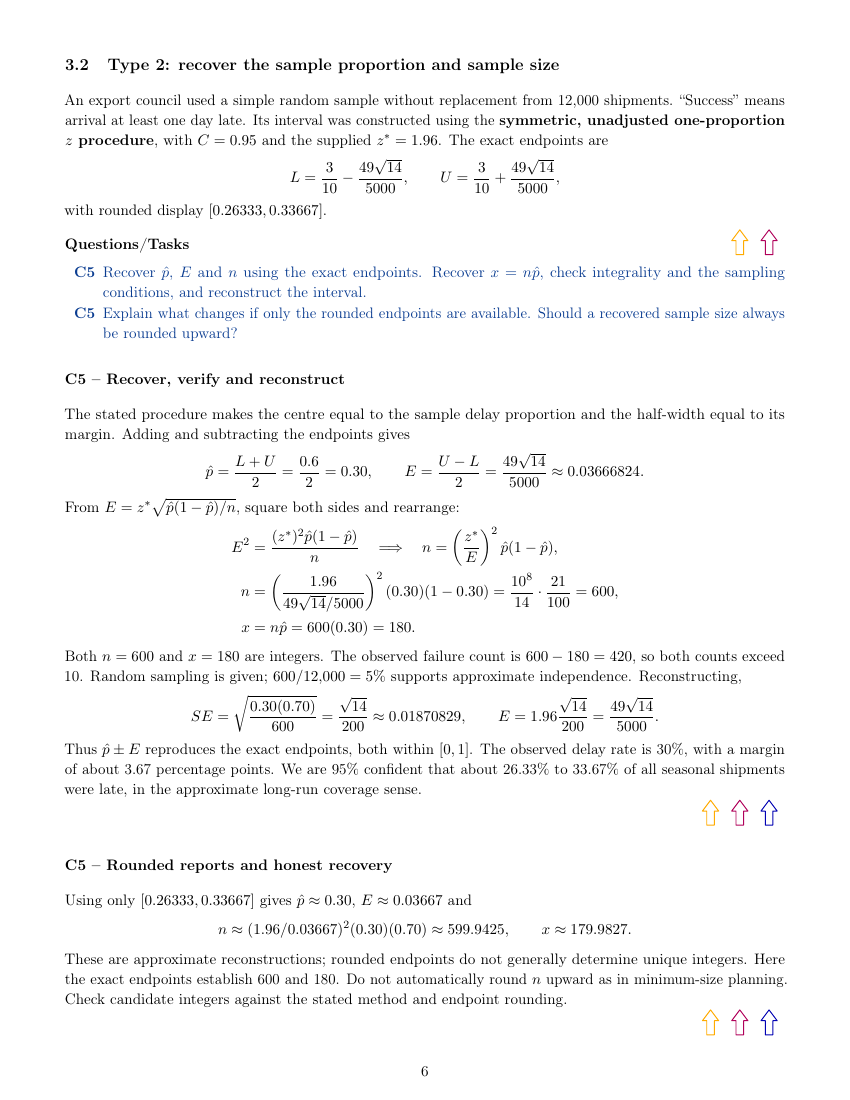 3.2 Type 2: recover the sample proportion and sample size
An export council used a simple random sample without replacement from 12,000 shipments. “Success” means
arrival at least one day late. Its interval was constructed using the symmetric, unadjusted one-proportion
z procedure, with C = 0.95 and the supplied z* = 1.96. The exact endpoints are
L = 3/10 − 49√14/5000, U = 3/10 + 49√14/5000,
with rounded display [0.26333, 0.33667].
Questions/Tasks
C5 Recover p̂, E and n using the exact endpoints. Recover x = np̂, check integrality and the sampling
conditions, and reconstruct the interval.
C5 Explain what changes if only the rounded endpoints are available. Should a recovered sample size always
be rounded upward?
C5 – Recover, verify and reconstruct
The stated procedure makes the centre equal to the sample delay proportion and the half-width equal to its
margin. Adding and subtracting the endpoints gives
p̂ = (L + U)/2 = 0.6/2 = 0.30, E = (U − L)/2 = 49√14/5000 ≈ 0.03666824.
From E = z*√(p̂(1 − p̂)/n), square both sides and rearrange:
E² = (z*)²p̂(1 − p̂)/n ⟹ n = (z*/E)² p̂(1 − p̂),
n = (1.96/(49√14/5000))² (0.30)(1 − 0.30) = 10⁸/14 · 21/100 = 600,
x = np̂ = 600(0.30) = 180.
Both n = 600 and x = 180 are integers. The observed failure count is 600 − 180 = 420, so both counts exceed
10. Random sampling is given; 600/12,000 = 5% supports approximate independence. Reconstructing,
SE = √(0.30(0.70)/600) = √14/200 ≈ 0.01870829, E = 1.96 √14/200 = 49√14/5000.
Thus p̂ ± E reproduces the exact endpoints, both within [0, 1]. The observed delay rate is 30%, with a margin
of about 3.67 percentage points. We are 95% confident that about 26.33% to 33.67% of all seasonal shipments
were late, in the approximate long-run coverage sense.
C5 – Rounded reports and honest recovery
Using only [0.26333, 0.33667] gives p̂ ≈ 0.30, E ≈ 0.03667 and
n ≈ (1.96/0.03667)²(0.30)(0.70) ≈ 599.9425, x ≈ 179.9827.
These are approximate reconstructions; rounded endpoints do not generally determine unique integers. Here
the exact endpoints establish 600 and 180. Do not automatically round n upward as in minimum-size planning.
Check candidate integers against the stated method and endpoint rounding.
6